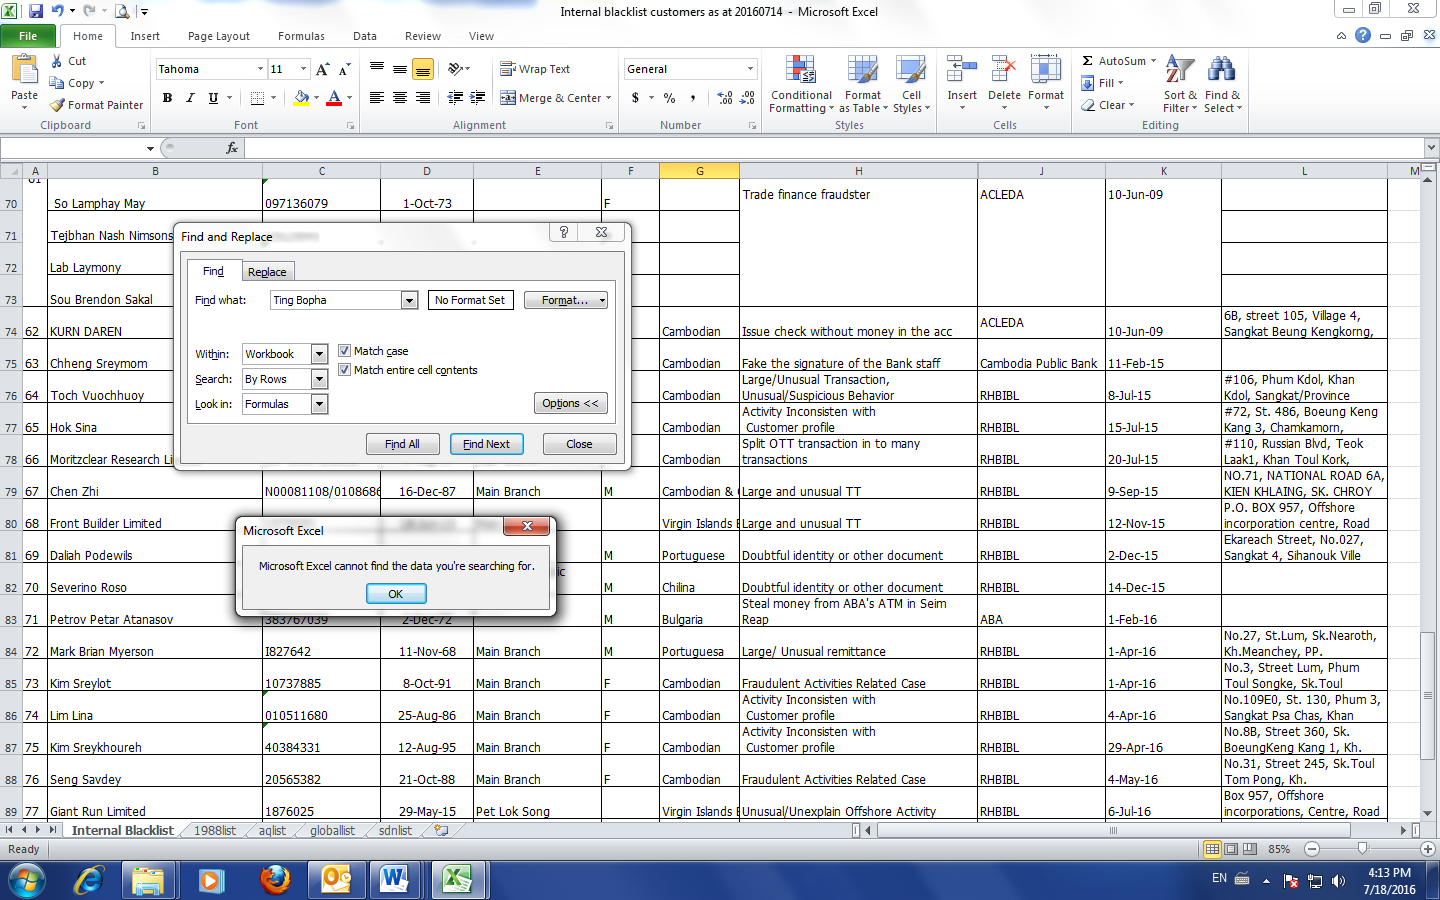 Internal blacklist customers as at 20160714 - Microsoft Excel
File Home Insert Page Layout Formulas Data Review View
Paste Cut Copy Format Painter Clipboard
Tahoma 11 B I U A A A Font
Wrap Text Merge & Center Alignment
General $ % , .00 Number
Conditional Formatting Format as Table Cell Styles Styles
Insert Delete Format Cells
Σ AutoSum Fill Clear Sort & Filter Find & Select Editing
fx
A B C D E F G H J K L M
70 So Lamphay May 097136079 1-Oct-73 F Trade finance fraudster ACLEDA 10-Jun-09
71 Tejbhan Nash Nimsons
72 Lab Laymony
73 Sou Brendon Sakal
74 62 KURN DAREN Cambodian Issue check without money in the acc ACLEDA 10-Jun-09 6B, street 105, Village 4, Sangkat Beung Kengkorng,
75 63 Chheng Sreymom Cambodian Fake the signature of the Bank staff Cambodia Public Bank 11-Feb-15
76 64 Toch Vuochhuoy Cambodian Large/Unusual Transaction, Unusual/Suspicious Behavior RHBIBL 8-Jul-15 #106, Phum Kdol, Khan Kdol, Sangkat/Province
77 65 Hok Sina Cambodian Activity Inconsisten with Customer profile RHBIBL 15-Jul-15 #72, St. 486, Boeung Keng Kang 3, Chamkamorn,
78 66 Moritzclear Research Cambodian Split OTT transaction in to many transactions RHBIBL 20-Jul-15 #110, Russian Blvd, Teok Laak1, Khan Toul Kork,
79 67 Chen Zhi N00081108/0108686 16-Dec-87 Main Branch M Cambodian & Large and unusual TT RHBIBL 9-Sep-15 NO.71, NATIONAL ROAD 6A, KIEN KHLAING, SK. CHROY
80 68 Front Builder Limited Virgin Islands Large and unusual TT RHBIBL 12-Nov-15 P.O. BOX 957, Offshore incorporation centre, Road
81 69 Daliah Podewils M Portuguese Doubtful identity or other document RHBIBL 2-Dec-15 Ekareach Street, No.027, Sangkat 4, Sihanouk Ville
82 70 Severino Roso M Chilina Doubtful identity or other document RHBIBL 14-Dec-15
83 71 Petrov Petar Atanasov 383767039 2-Dec-72 M Bulgaria Steal money from ABA's ATM in Seim Reap ABA 1-Feb-16
84 72 Mark Brian Myerson I827642 11-Nov-68 Main Branch M Portuguesa Large/ Unusual remittance RHBIBL 1-Apr-16 No.27, St.Lum, Sk.Nearoth, Kh.Meanchey, PP.
85 73 Kim Sreylot 10737885 8-Oct-91 Main Branch F Cambodian Fraudulent Activities Related Case RHBIBL 1-Apr-16 No.3, Street Lum, Phum Toul Songke, Sk.Toul
86 74 Lim Lina 010511680 25-Aug-86 Main Branch F Cambodian Activity Inconsisten with Customer profile RHBIBL 4-Apr-16 No.109E0, St. 130, Phum 3, Sangkat Psa Chas, Khan
87 75 Kim Sreykhoureh 40384331 12-Aug-95 Main Branch F Cambodian Activity Inconsisten with Customer profile RHBIBL 29-Apr-16 No.8B, Street 360, Sk. BoeungKeng Kang 1, Kh.
88 76 Seng Savdey 20565382 21-Oct-88 Main Branch F Cambodian Fraudulent Activities Related Case RHBIBL 4-May-16 No.31, Street 245, Sk.Toul Tom Pong, Kh.
89 77 Giant Run Limited 1876025 29-May-15 Pet Lok Song Virgin Islands Unusual/Unexplain Offshore Activity RHBIBL 6-Jul-16 Box 957, Offshore incorporations, Centre, Road
Find and Replace
Find Replace
Find what: Ting Bopha No Format Set Format...
Within: Workbook Match case
Match entire cell contents
Search: By Rows
Look in: Formulas Options <<
Find All Find Next Close
Microsoft Excel
Microsoft Excel cannot find the data you're searching for.
OK
Internal Blacklist 1988list aqlist globallist sdnlist
Ready 85%
EN 4:13 PM
7/18/2016